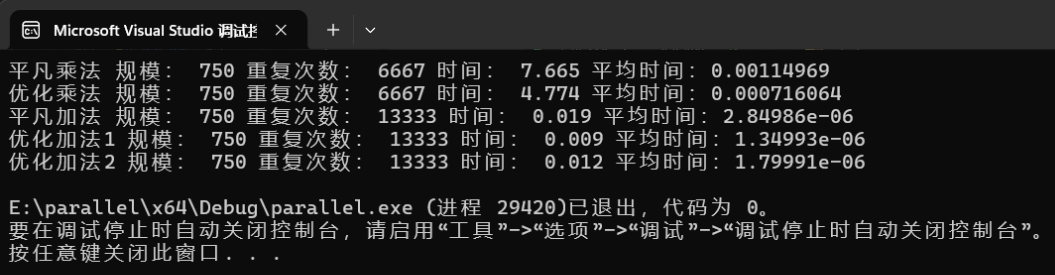 Microsoft Visual Studio 调试控
平凡乘法 规模： 750 重复次数： 6667 时间： 7.665 平均时间：0.00114969
优化乘法 规模： 750 重复次数： 6667 时间： 4.774 平均时间：0.000716064
平凡加法 规模： 750 重复次数： 13333 时间： 0.019 平均时间：2.84986e-06
优化加法1 规模： 750 重复次数： 13333 时间： 0.009 平均时间：1.34993e-06
优化加法2 规模： 750 重复次数： 13333 时间： 0.012 平均时间：1.79991e-06
E:\parallel\x64\Debug\parallel.exe (进程 29420)已退出，代码为 0。
要在调试停止时自动关闭控制台，请启用“工具”->“选项”->“调试”->“调试停止时自动关闭控制台”。
按任意键关闭此窗口. . .